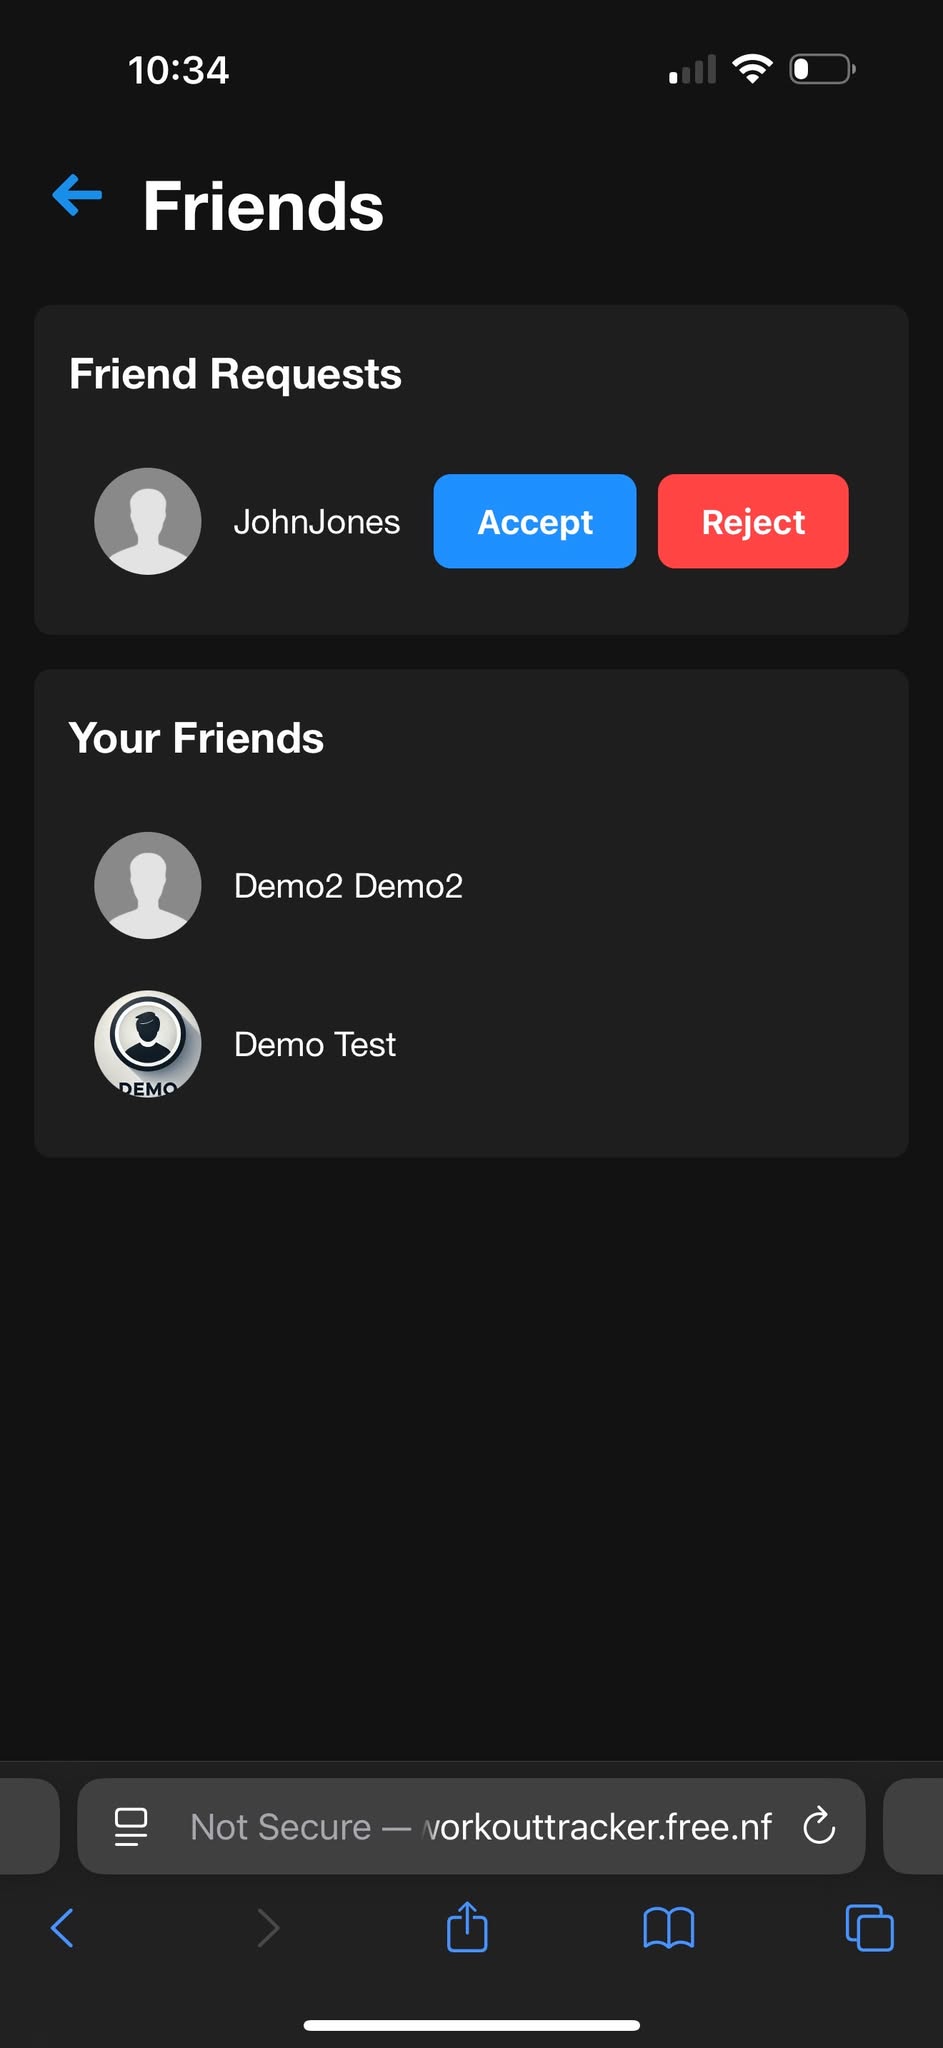 10:34
Friends
Friend Requests
JohnJones Accept Reject
Your Friends
Demo2 Demo2
Demo Test
DEMO
Not Secure — workouttracker.free.nf